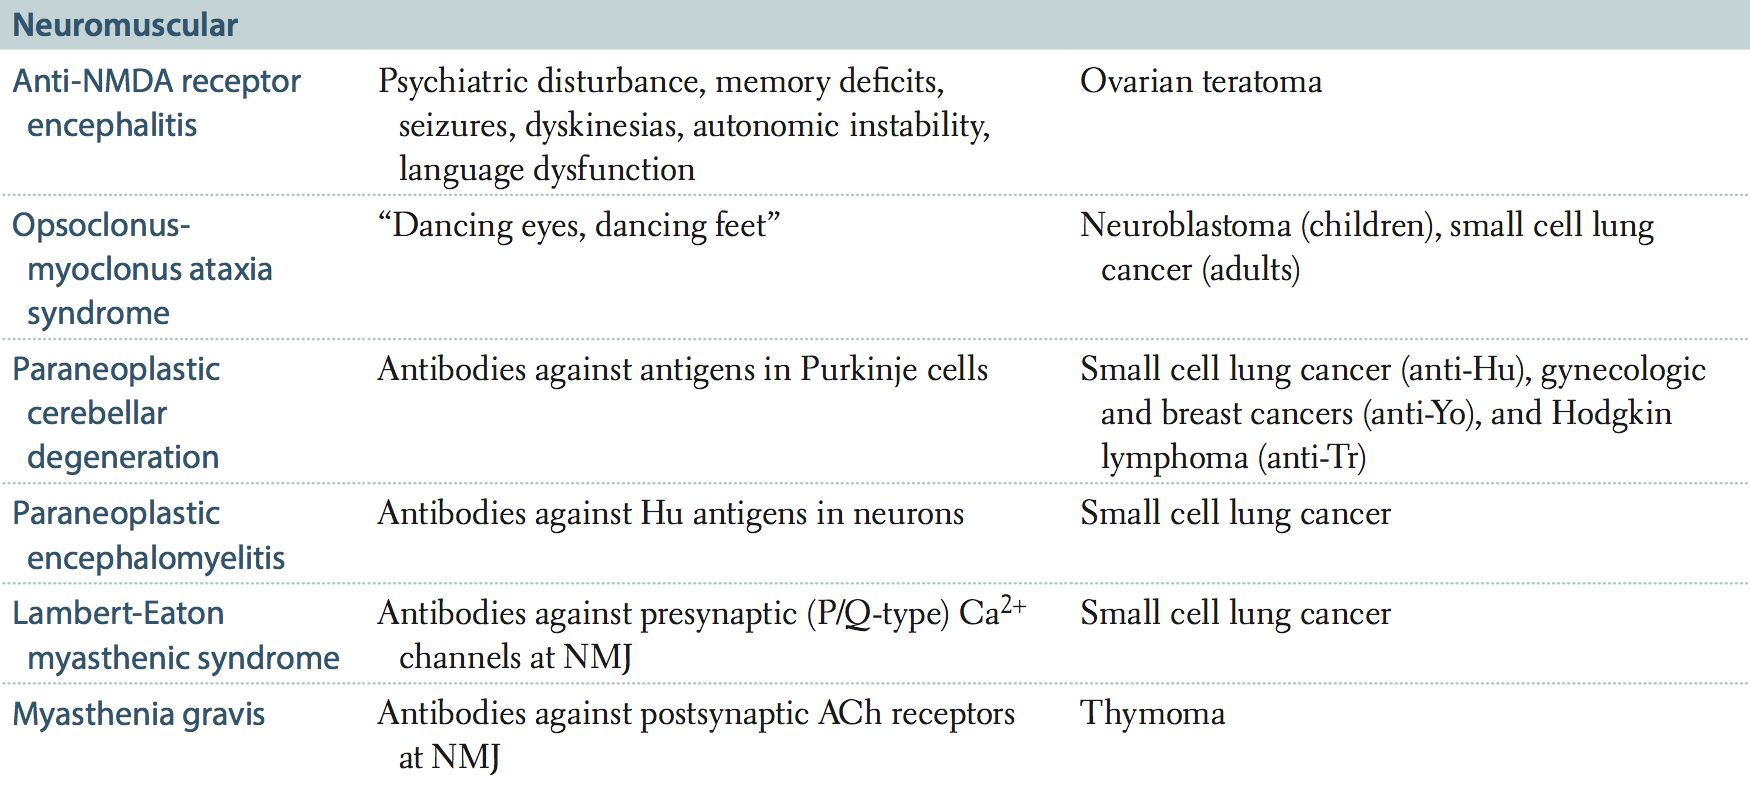 Neuromuscular
Anti-NMDA receptor
encephalitis
Psychiatric disturbance, memory deficits,
seizures, dyskinesias, autonomic instability,
language dysfunction
Ovarian teratoma
Opsoclonus-
myoclonus ataxia
syndrome
“Dancing eyes, dancing feet”
Neuroblastoma (children), small cell lung
cancer (adults)
Paraneoplastic
cerebellar
degeneration
Antibodies against antigens in Purkinje cells
Small cell lung cancer (anti-Hu), gynecologic
and breast cancers (anti-Yo), and Hodgkin
lymphoma (anti-Tr)
Paraneoplastic
encephalomyelitis
Antibodies against Hu antigens in neurons
Small cell lung cancer
Lambert-Eaton
myasthenic syndrome
Antibodies against presynaptic (P/Q-type) Ca²⁺
channels at NMJ
Small cell lung cancer
Myasthenia gravis
Antibodies against postsynaptic ACh receptors
at NMJ
Thymoma